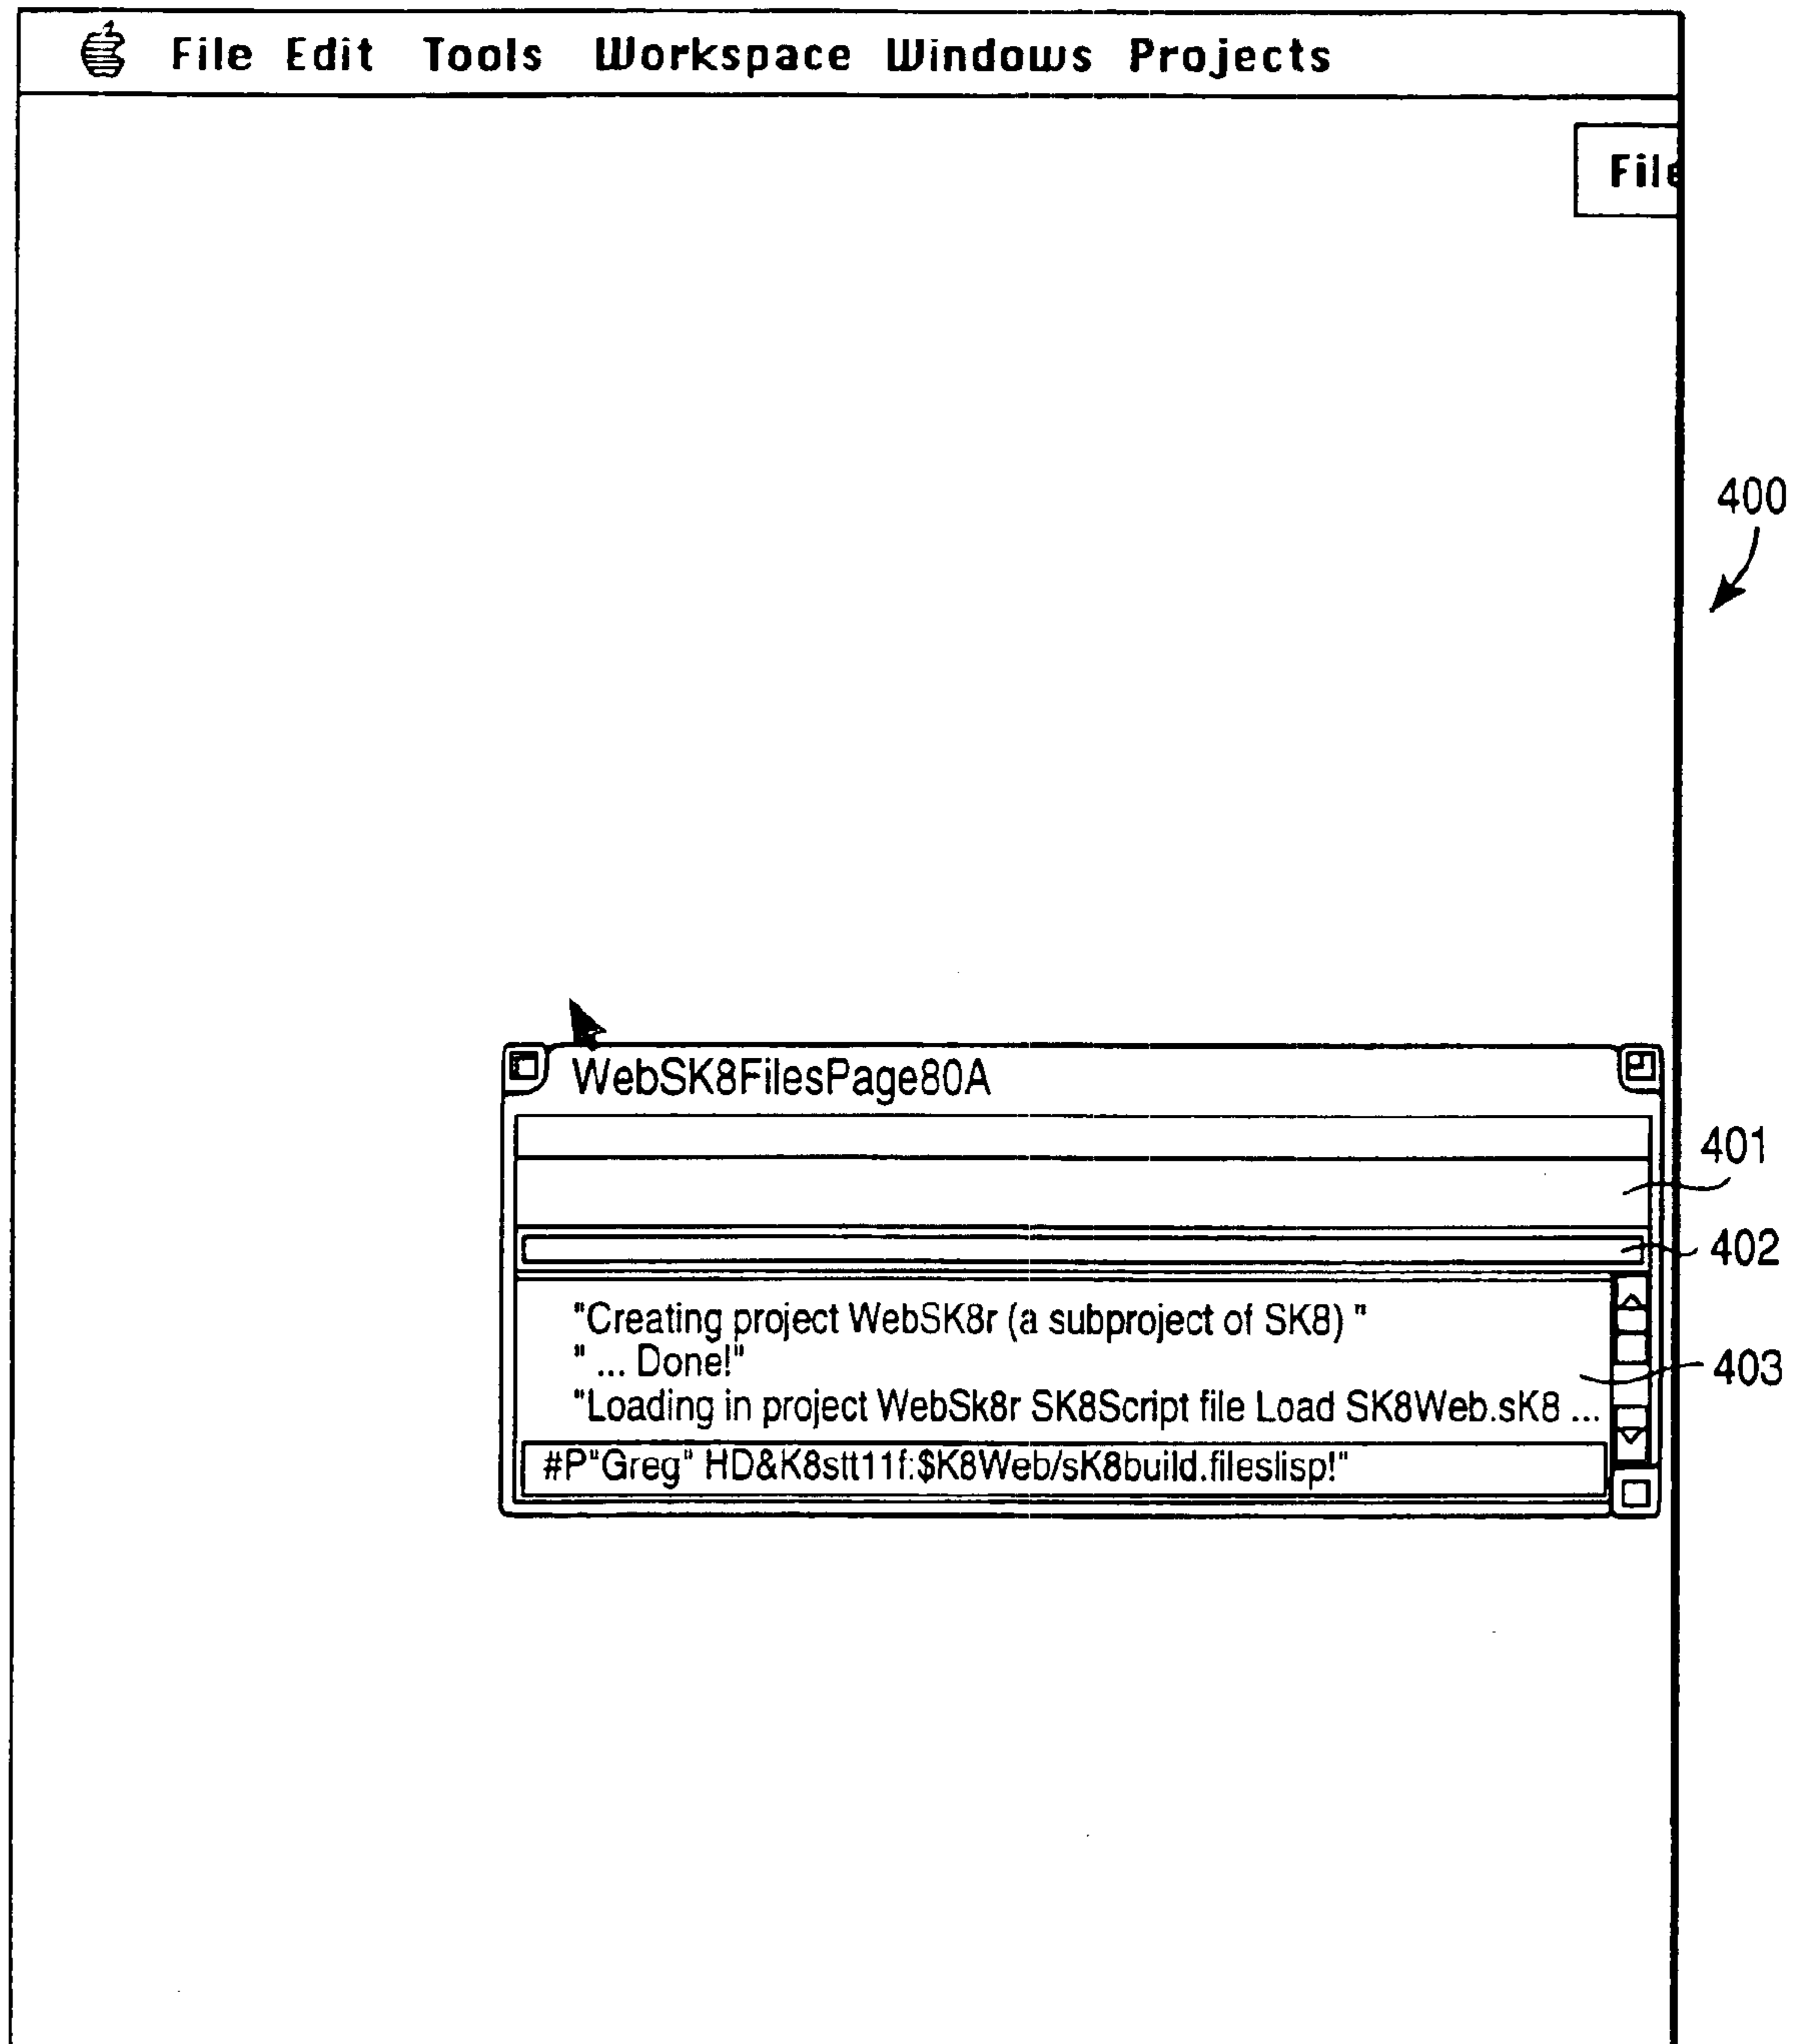 File Edit Tools Workspace Windows Projects
File
400
WebSK8FilesPage80A
401
402
"Creating project WebSK8r (a subproject of SK8) "
" ... Done!"
"Loading in project WebSk8r SK8Script file Load SK8Web.sK8 ...
403
#P"Greg" HD&K8stt11f:$K8Web/sK8build.fileslisp!"